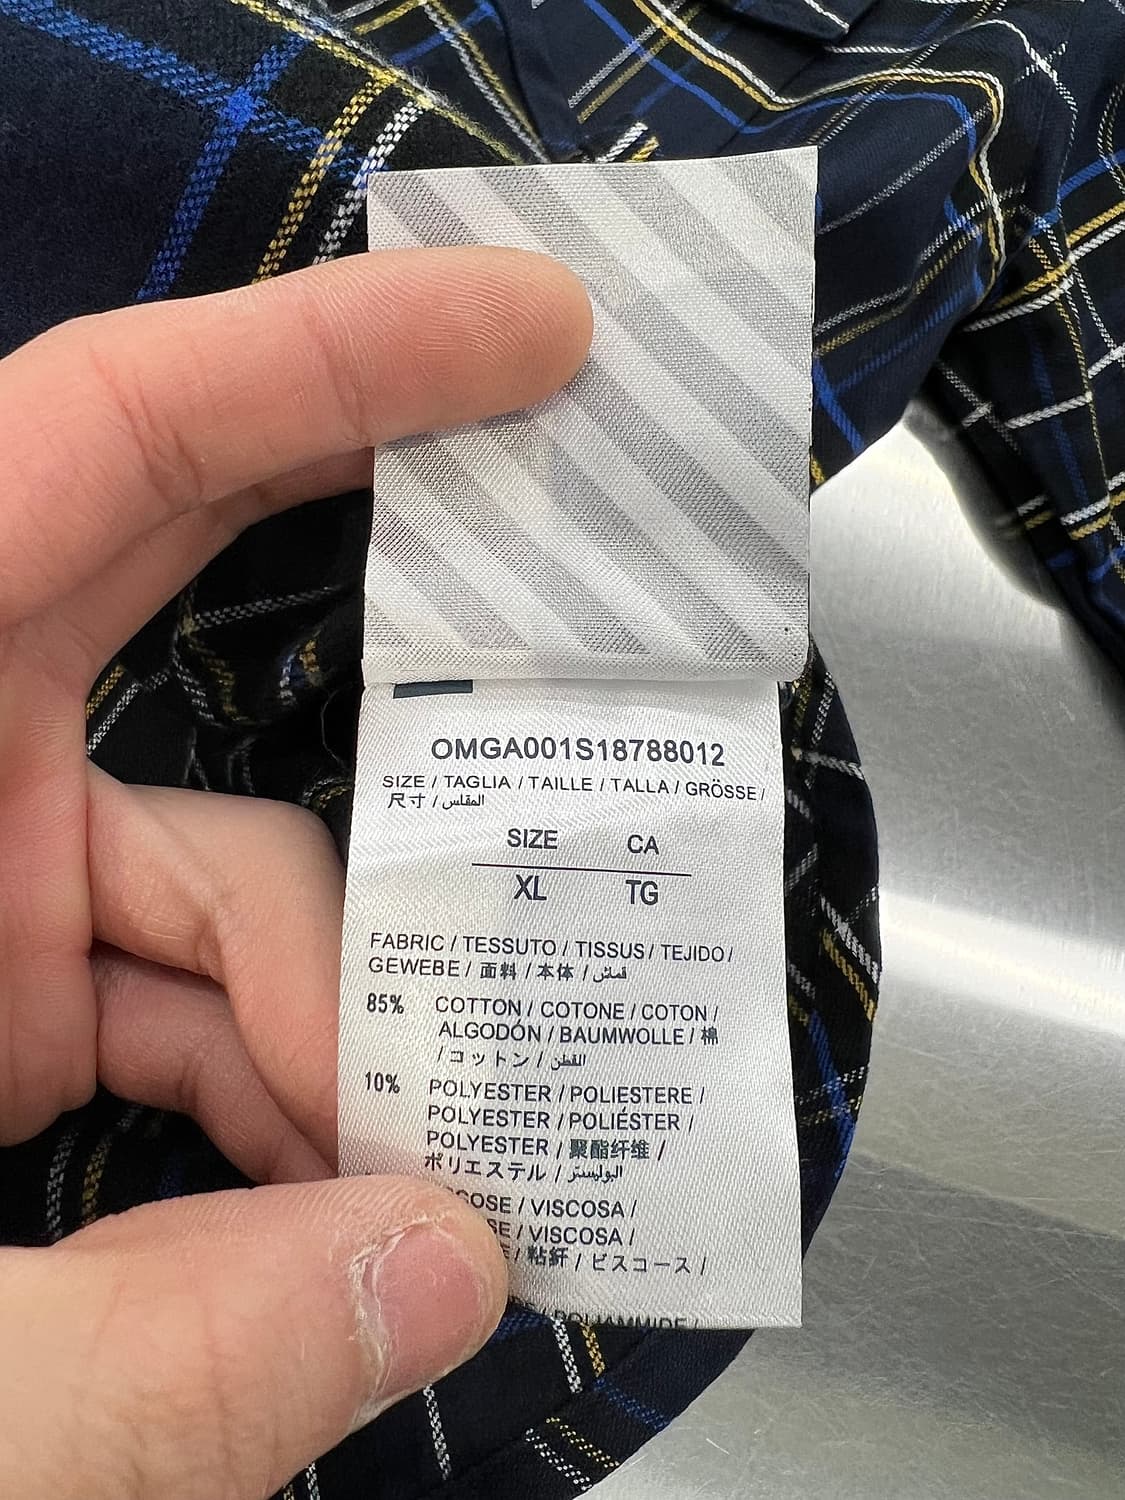 OMGA001S18788012
SIZE / TAGLIA / TAILLE / TALLA / GRÖSSE /
尺寸 / المقاس
SIZE CA
XL TG
FABRIC / TESSUTO / TISSUS / TEJIDO /
GEWEBE / 面料 / 本体 / قماش
85% COTTON / COTONE / COTON /
ALGODÓN / BAUMWOLLE / 棉
/ コットン / القطن
10% POLYESTER / POLIESTERE /
POLYESTER / POLIÉSTER /
POLYESTER / 聚酯纤维 /
ポリエステル / البوليستر
/ VISCOSA /
/ VISCOSA /
/ 粘釬 / ビスコース /
/ POLIAMMIDE /